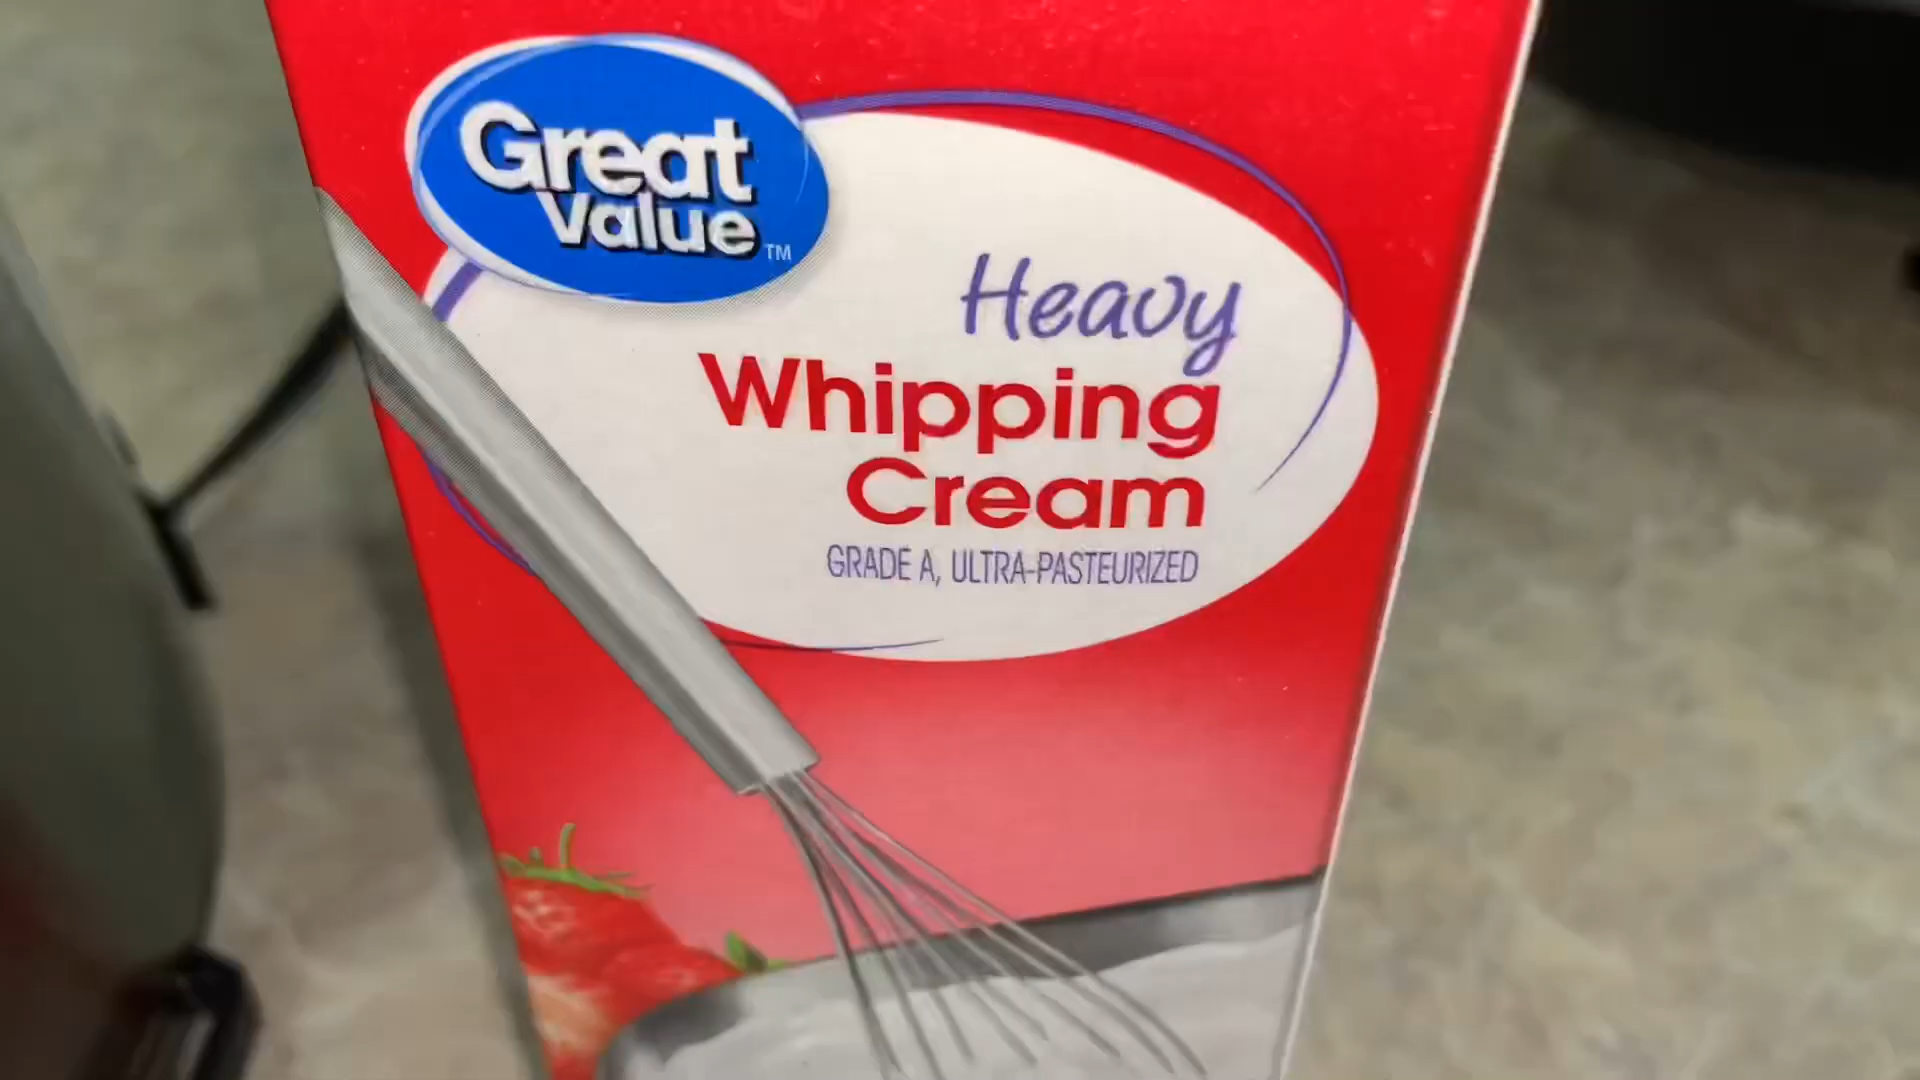 Great
Value
TM
Heavy
Whipping
Cream
GRADE A, ULTRA-PASTEURIZED